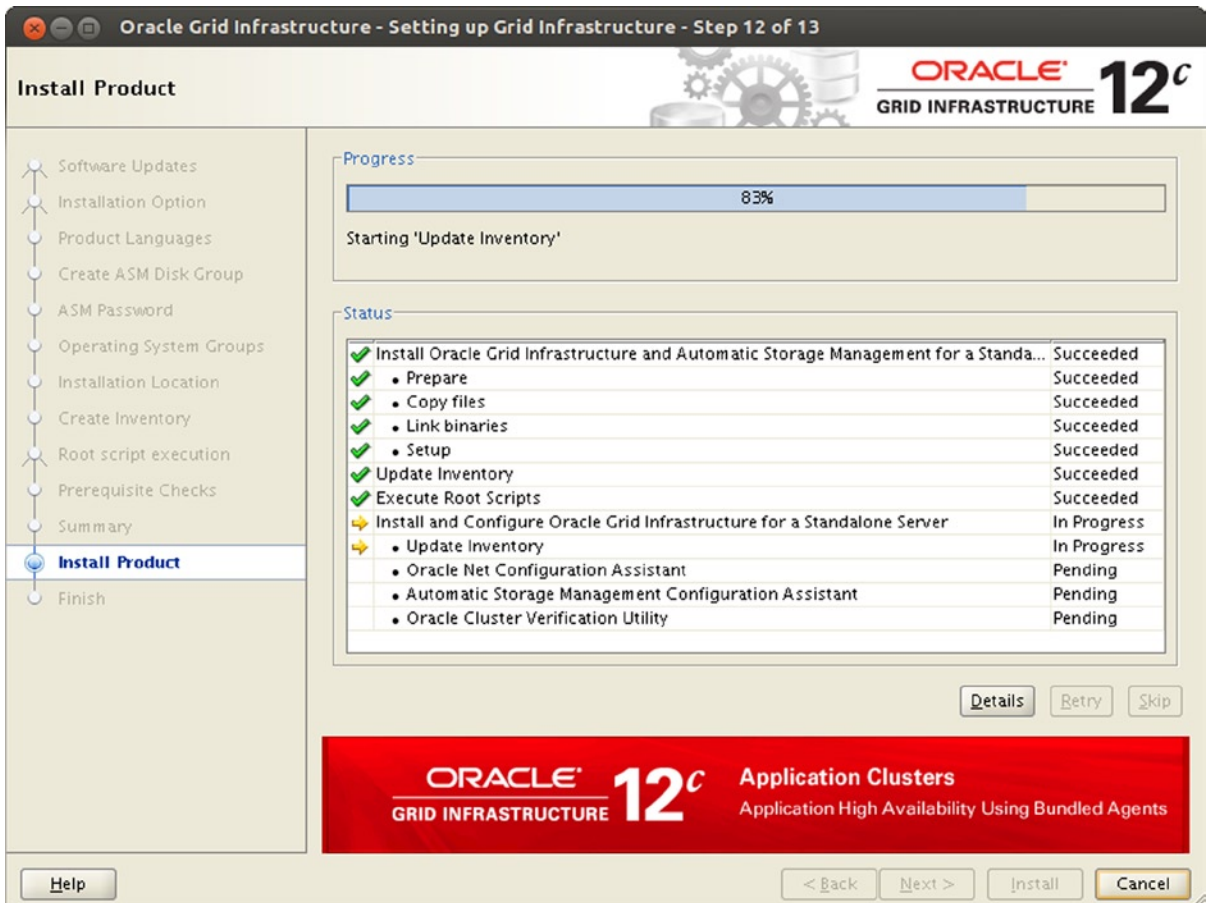 Oracle Grid Infrastructure - Setting up Grid Infrastructure - Step 12 of 13
Install Product
ORACLE®
GRID INFRASTRUCTURE
12c
Software Updates
Installation Option
Product Languages
Create ASM Disk Group
ASM Password
Operating System Groups
Installation Location
Create Inventory
Root script execution
Prerequisite Checks
Summary
Install Product
Finish
Progress
83%
Starting 'Update Inventory'
Status
Install Oracle Grid Infrastructure and Automatic Storage Management for a Standa... Succeeded
• Prepare Succeeded
• Copy files Succeeded
• Link binaries Succeeded
• Setup Succeeded
Update Inventory Succeeded
Execute Root Scripts Succeeded
Install and Configure Oracle Grid Infrastructure for a Standalone Server In Progress
• Update Inventory In Progress
• Oracle Net Configuration Assistant Pending
• Automatic Storage Management Configuration Assistant Pending
• Oracle Cluster Verification Utility Pending
Details Retry Skip
ORACLE®
GRID INFRASTRUCTURE
12c
Application Clusters
Application High Availability Using Bundled Agents
Help < Back Next > Install Cancel